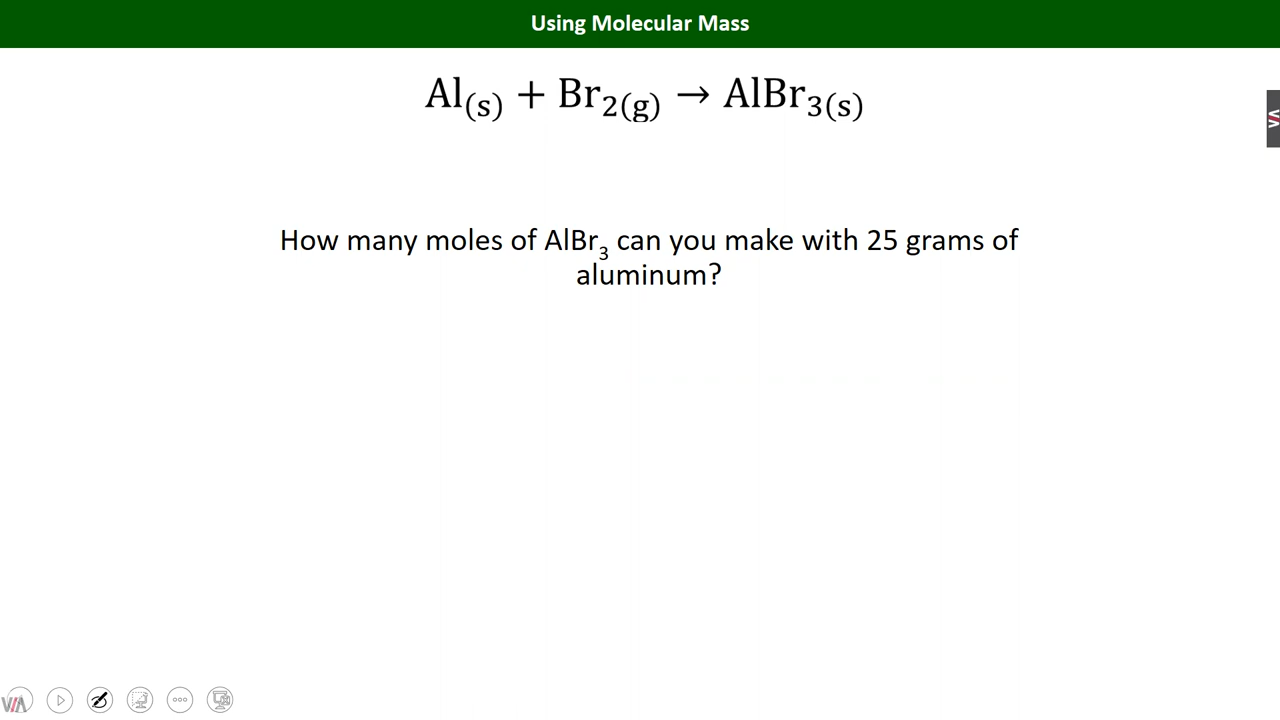 Using Molecular Mass
Al(s) + Br2(g) → AlBr3(s)
How many moles of AlBr3 can you make with 25 grams of
aluminum?
VIA